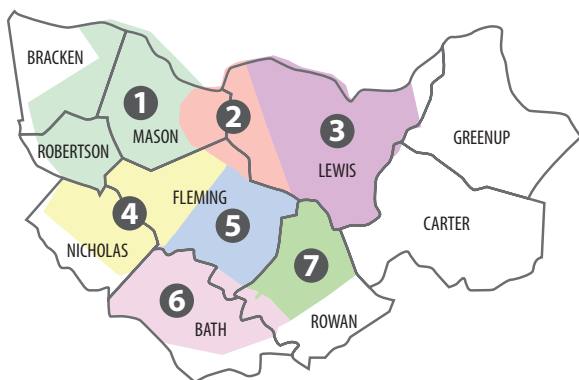 BRACKEN
1
MASON
2
3
LEWIS
GREENUP
ROBERTSON
FLEMING
4
5
NICHOLAS
CARTER
7
6
BATH
ROWAN